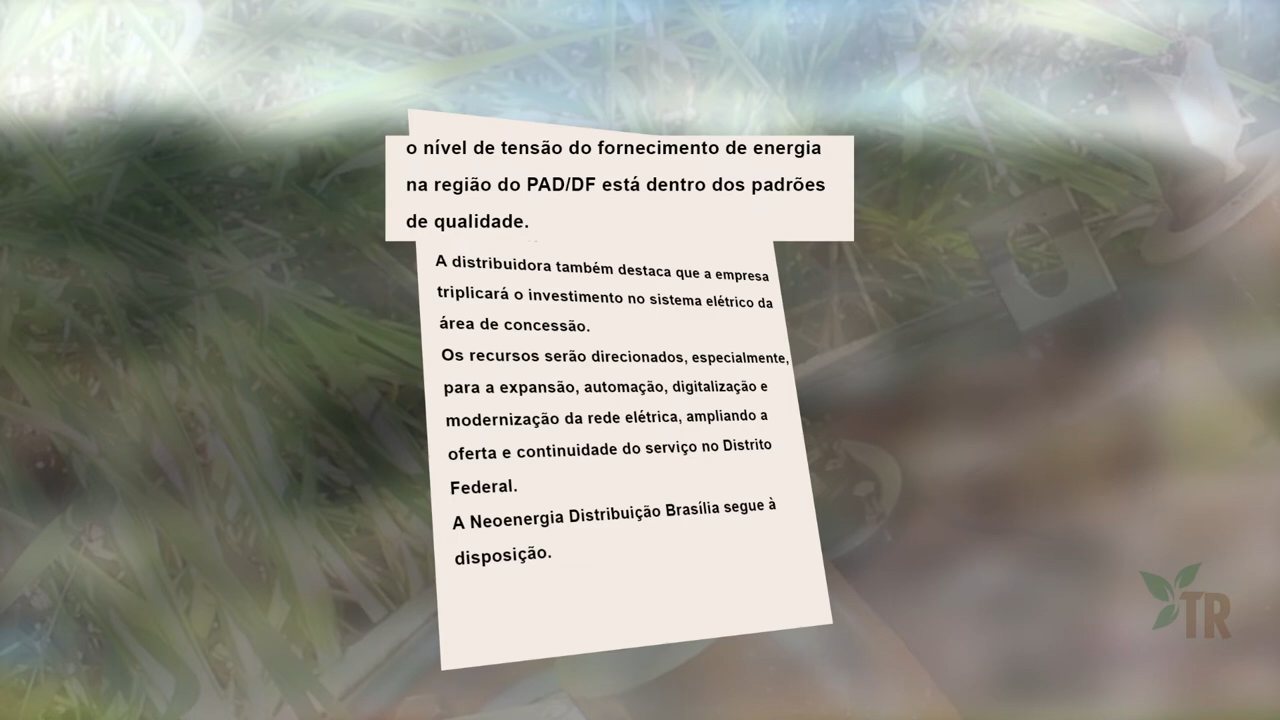 o nível de tensão do fornecimento de energia
na região do PAD/DF está dentro dos padrões
de qualidade.
A distribuidora também destaca que a empresa
triplicará o investimento no sistema elétrico da
área de concessão.
Os recursos serão direcionados, especialmente,
para a expansão, automação, digitalização e
modernização da rede elétrica, ampliando a
oferta e continuidade do serviço no Distrito
Federal.
A Neoenergia Distribuição Brasília segue à
disposição.
TR